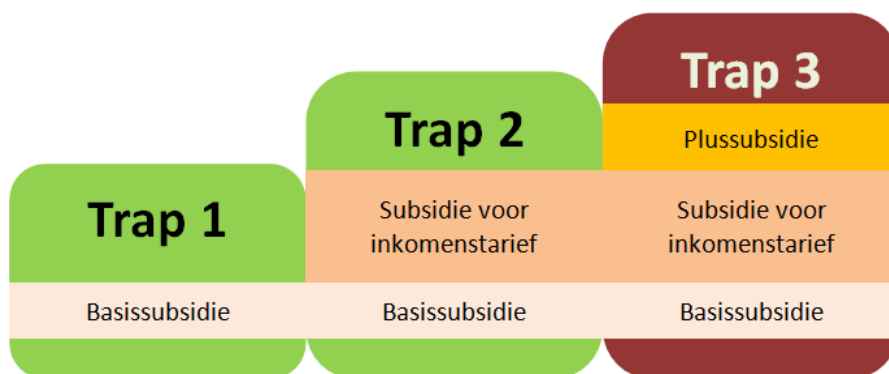 Trap 1
Basissubsidie
Trap 2
Subsidie voor
inkomenstarief
Basissubsidie
Trap 3
Plussubsidie
Subsidie voor
inkomenstarief
Basissubsidie